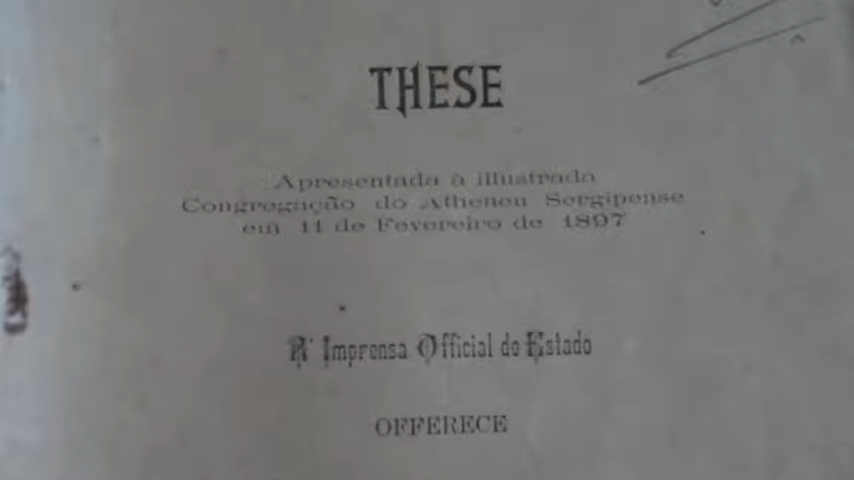 THESE
Apresentada à illustrada
Congregação do Atheneu Sergipense
em 11 de Fevereiro de 1897
A' Imprensa Official do Estado
OFFERECE